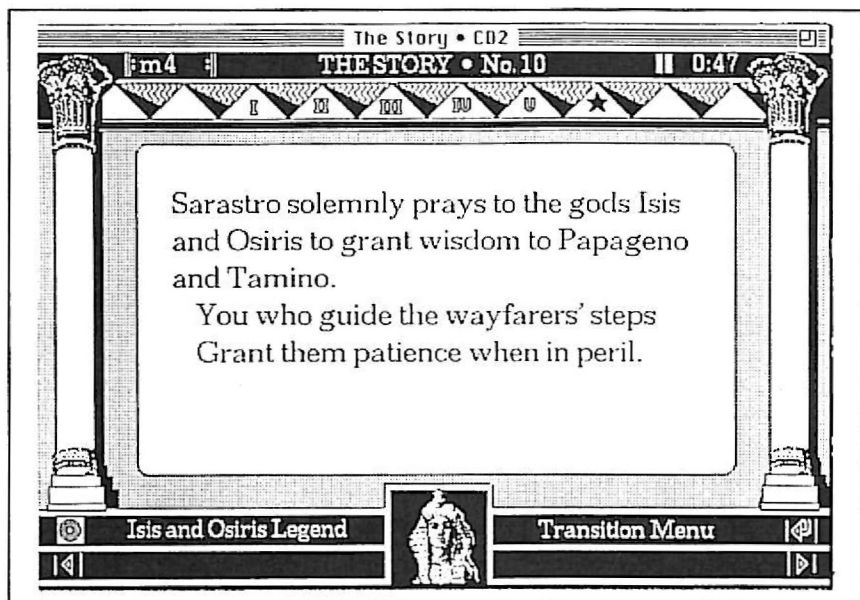 The Story • CD2
m4 THE STORY • No. 10 0:47
I II III IV V
Sarastro solemnly prays to the gods Isis
and Osiris to grant wisdom to Papageno
and Tamino.
You who guide the wayfarers' steps
Grant them patience when in peril.
Isis and Osiris Legend Transition Menu